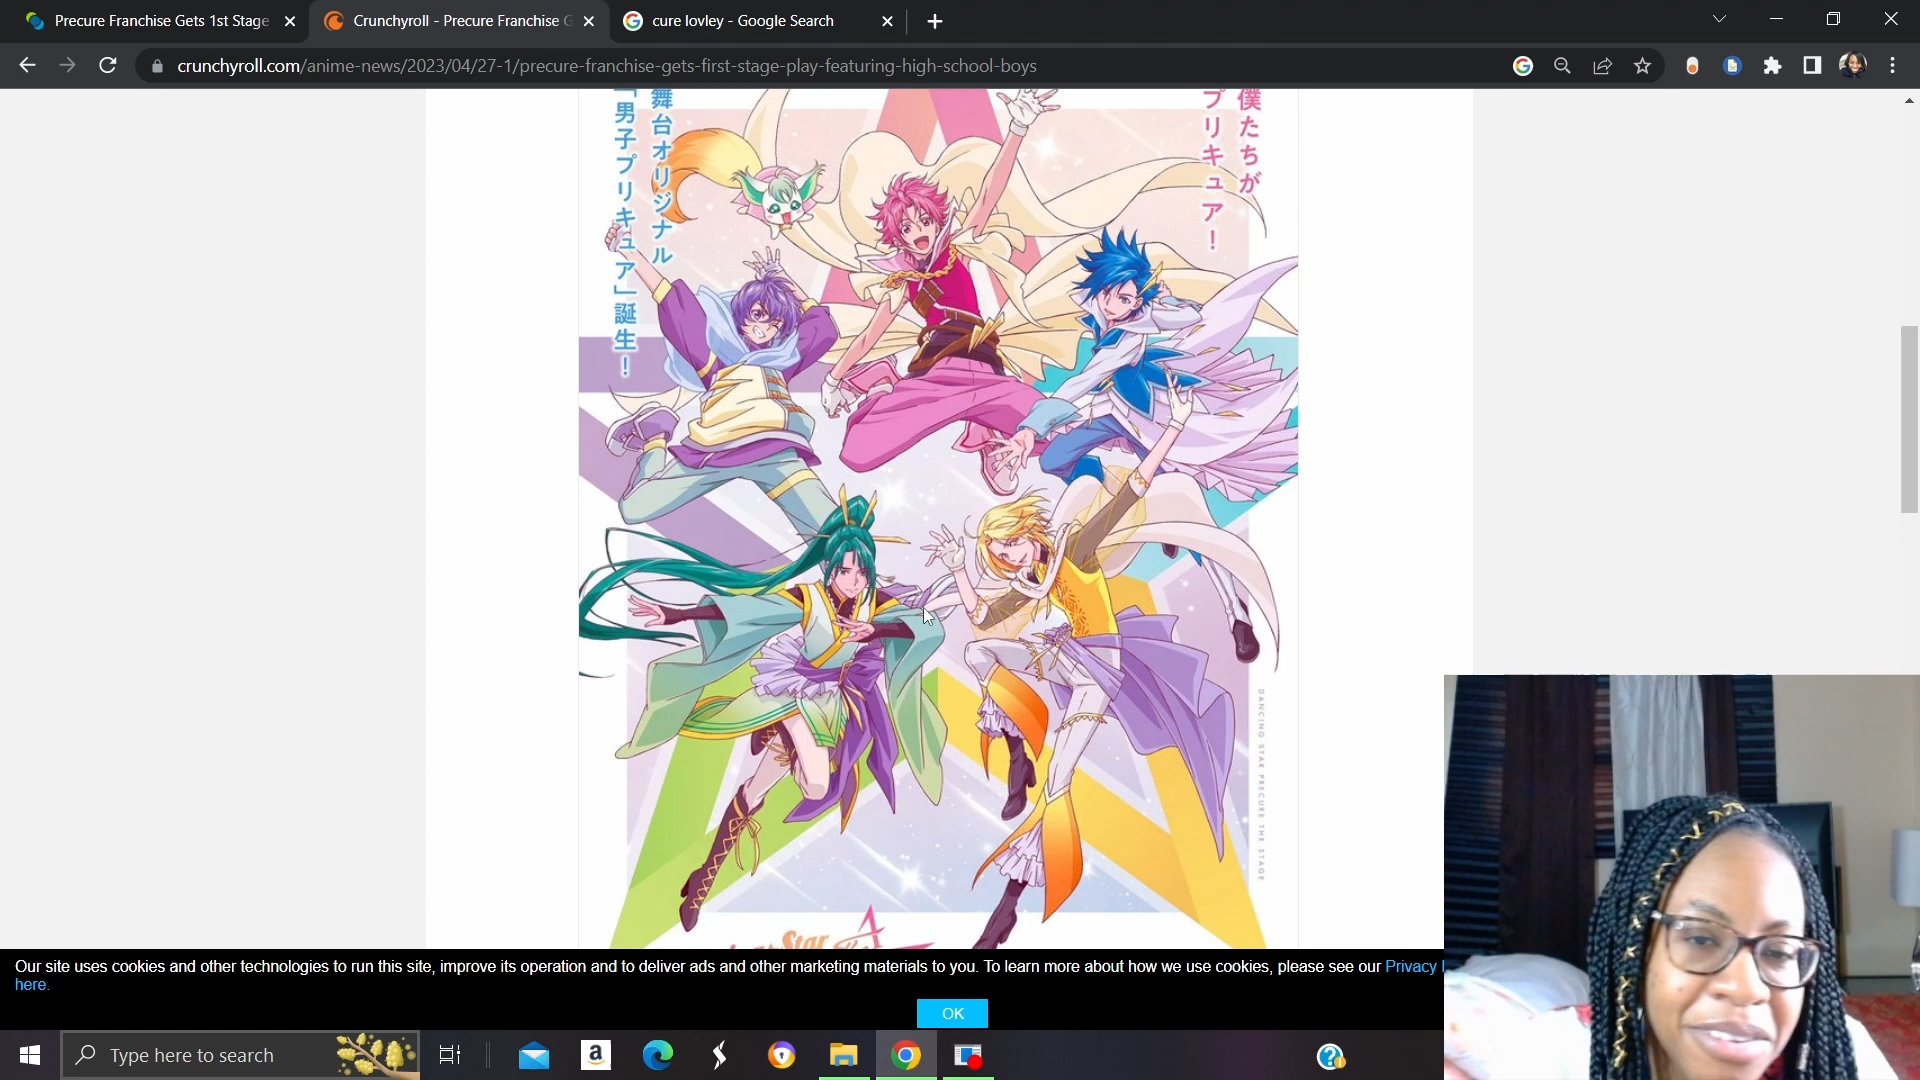 Precure Franchise Gets 1st Stage
Crunchyroll - Precure Franchise G
cure lovley - Google Search
crunchyroll.com/anime-news/2023/04/27-1/precure-franchise-gets-first-stage-play-featuring-high-school-boys
僕たちが
プリキュア！
舞台オリジナル
「男子プリキュア」誕生！
DANCING STAR PRECURE THE STAGE
Star
Our site uses cookies and other technologies to run this site, improve its operation and to deliver ads and other marketing materials to you. To learn more about how we use cookies, please see our Privacy
here.
OK
Type here to search